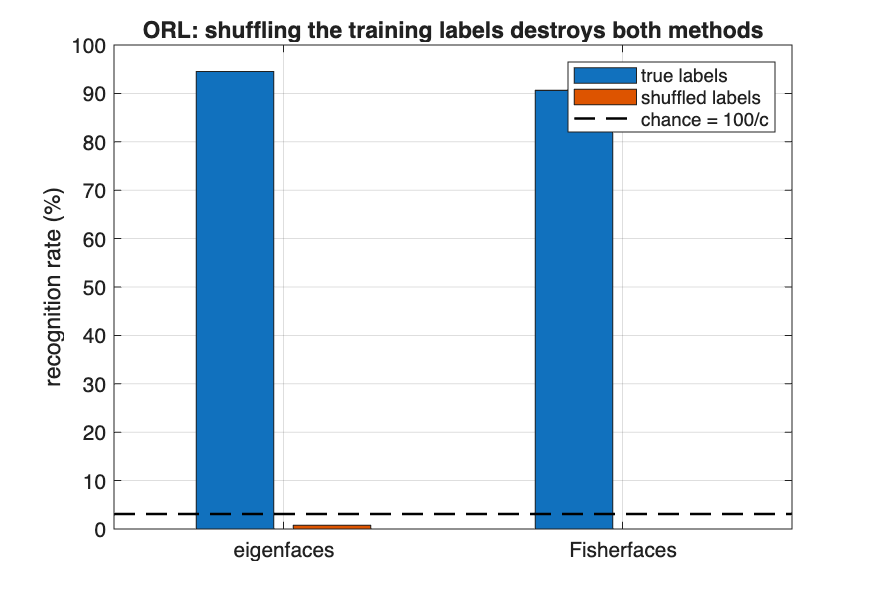 ORL: shuffling the training labels destroys both methods
100
90
80
70
60
50
40
30
20
10
0
recognition rate (%)
true labels
shuffled labels
chance = 100/c
eigenfaces
Fisherfaces